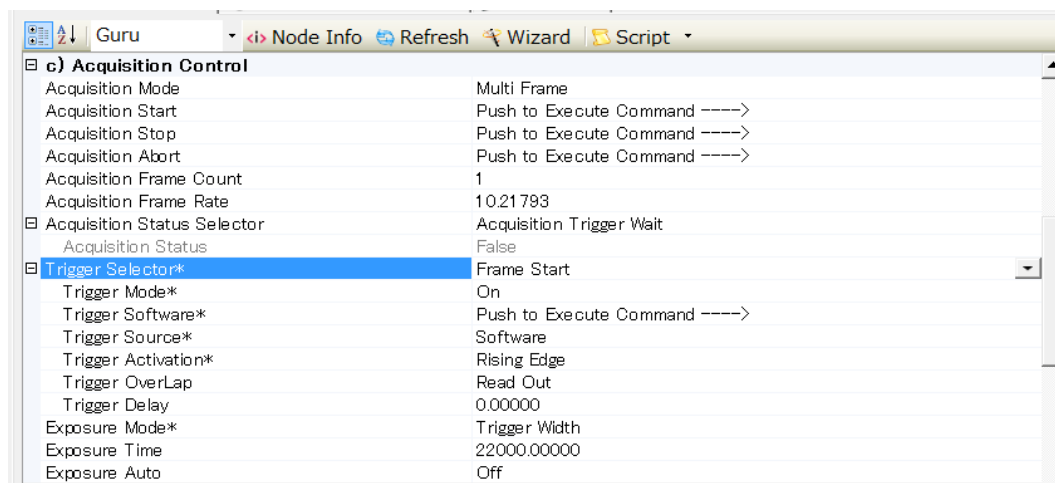 Guru <i> Node Info Refresh Wizard Script
c) Acquisition Control
Acquisition Mode Multi Frame
Acquisition Start Push to Execute Command ---->
Acquisition Stop Push to Execute Command ---->
Acquisition Abort Push to Execute Command ---->
Acquisition Frame Count 1
Acquisition Frame Rate 10.21793
Acquisition Status Selector Acquisition Trigger Wait
Acquisition Status False
Trigger Selector* Frame Start
Trigger Mode* On
Trigger Software* Push to Execute Command ---->
Trigger Source* Software
Trigger Activation* Rising Edge
Trigger OverLap Read Out
Trigger Delay 0.00000
Exposure Mode* Trigger Width
Exposure Time 22000.00000
Exposure Auto Off